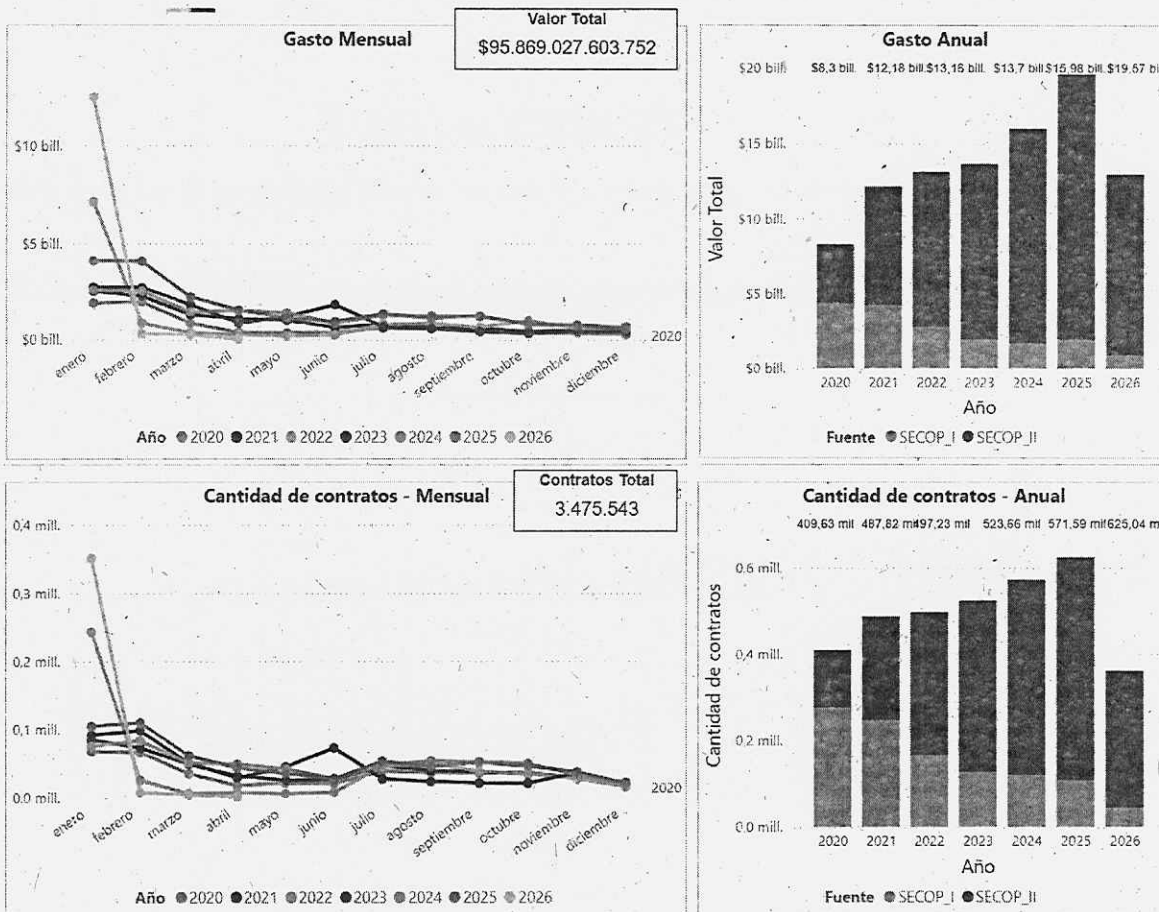 Gasto Mensual
Valor Total
$95.869.027.603.752
$10 bill.
$5 bill.
$0 bill.
2020
enero
febrero
marzo
abril
mayo
junio
julio
agosto
septiembre
octubre
noviembre
diciembre
Año 2020 2021 2022 2023 2024 2025 2026
Gasto Anual
$8,3 bill. $12,18 bill. $13,16 bill. $13,7 bill. $15,98 bill. $19,57 bi
$20 bill.
$15 bill.
$10 bill.
$5 bill.
$0 bill.
Valor Total
2020 2021 2022 2023 2024 2025 2026
Año
Fuente SECOP_I SECOP_II
Cantidad de contratos - Mensual
Contratos Total
3.475.543
0,4 mill.
0,3 mill.
0,2 mill.
0,1 mill.
0,0 mill.
2020
enero
febrero
marzo
abril
mayo
junio
julio
agosto
septiembre
octubre
noviembre
diciembre
Año 2020 2021 2022 2023 2024 2025 2026
Cantidad de contratos - Anual
409,63 mil 487,82 mil 497,23 mil 523,66 mil 571,59 mil 625,04 m
0,6 mill.
0,4 mill.
0,2 mill.
0,0 mill.
Cantidad de contratos
2020 2021 2022 2023 2024 2025 2026
Año
Fuente SECOP_I SECOP_II